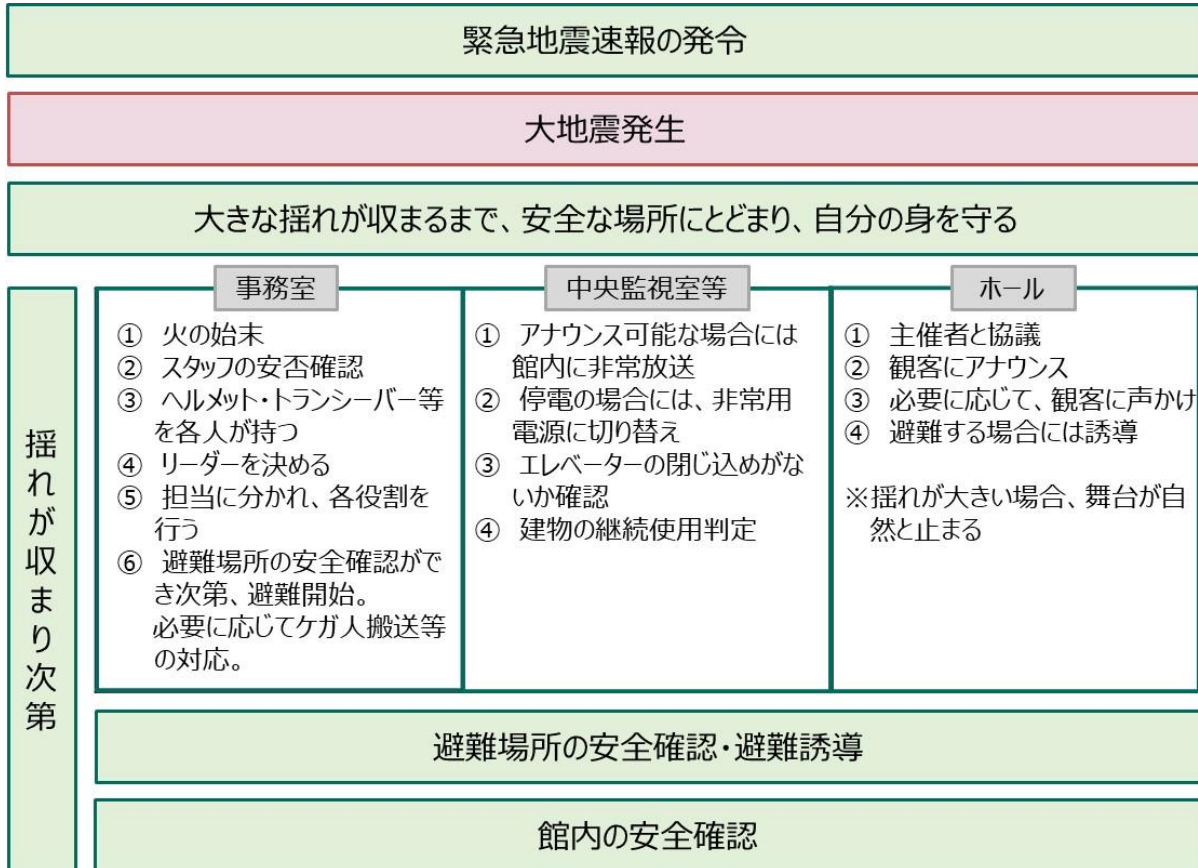 緊急地震速報の発令
大地震発生
大きな揺れが収まるまで、安全な場所にとどまり、自分の身を守る
揺れが収まり次第
事務室
① 火の始末
② スタッフの安否確認
③ ヘルメット・トランシーバー等
を各人が持つ
④ リーダーを決める
⑤ 担当に分かれ、各役割を
行う
⑥ 避難場所の安全確認がで
き次第、避難開始。
必要に応じてケガ人搬送等
の対応。
中央監視室等
① アナウンス可能な場合には
館内に非常放送
② 停電の場合には、非常用
電源に切り替え
③ エレベーターの閉じ込めがな
いか確認
④ 建物の継続使用判定
ホール
① 主催者と協議
② 観客にアナウンス
③ 必要に応じて、観客に声かけ
④ 避難する場合には誘導
※揺れが大きい場合、舞台が自
然と止まる
避難場所の安全確認・避難誘導
館内の安全確認